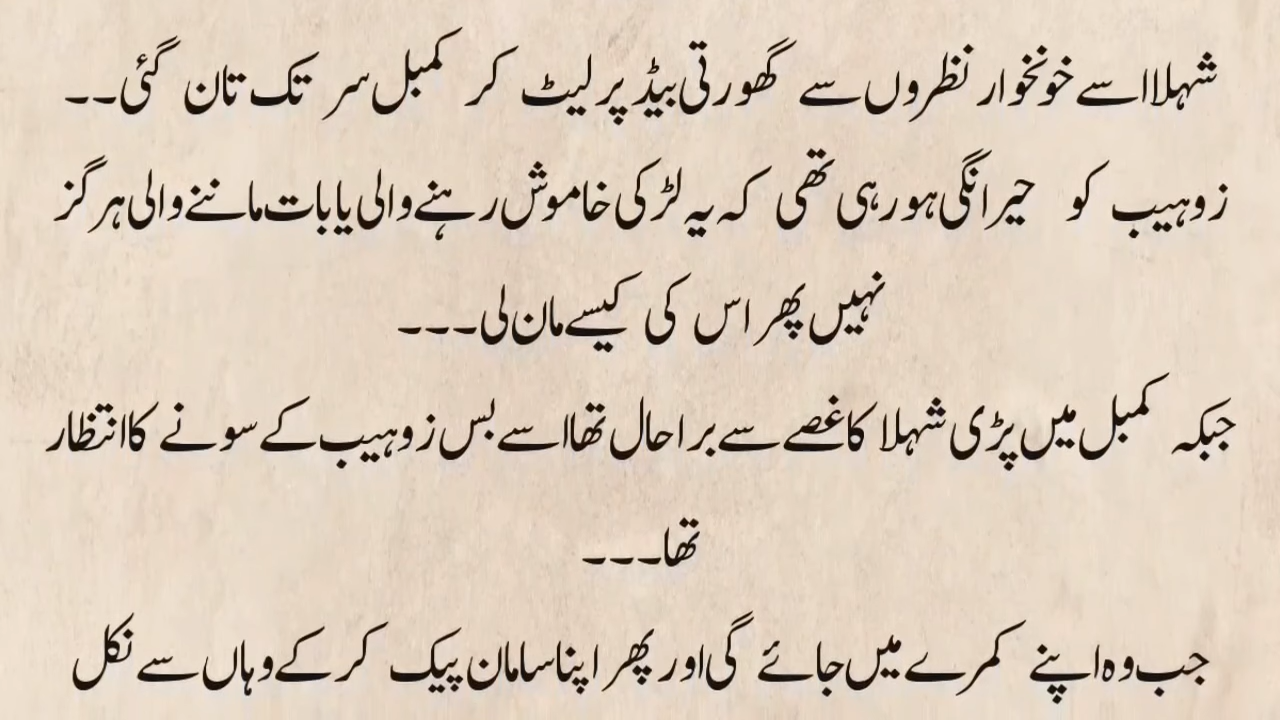 شہلا اسے خونخوار نظروں سے گھورتی بیڈ پر لیٹ کر کمبل سر تک تان گئی۔۔
زوہیب کو حیرانگی ہو رہی تھی کہ یہ لڑکی خاموش رہنے والی یا بات ماننے والی ہرگز
نہیں پھر اس کی کیسے مان لی۔۔۔
جبکہ کمبل میں پڑی شہلا کا غصے سے برا حال تھا اسے بس زوہیب کے سونے کا انتظار
تھا۔۔۔
جب وہ اپنے کمرے میں جائے گی اور پھر اپنا سامان پیک کر کے وہاں سے نکل